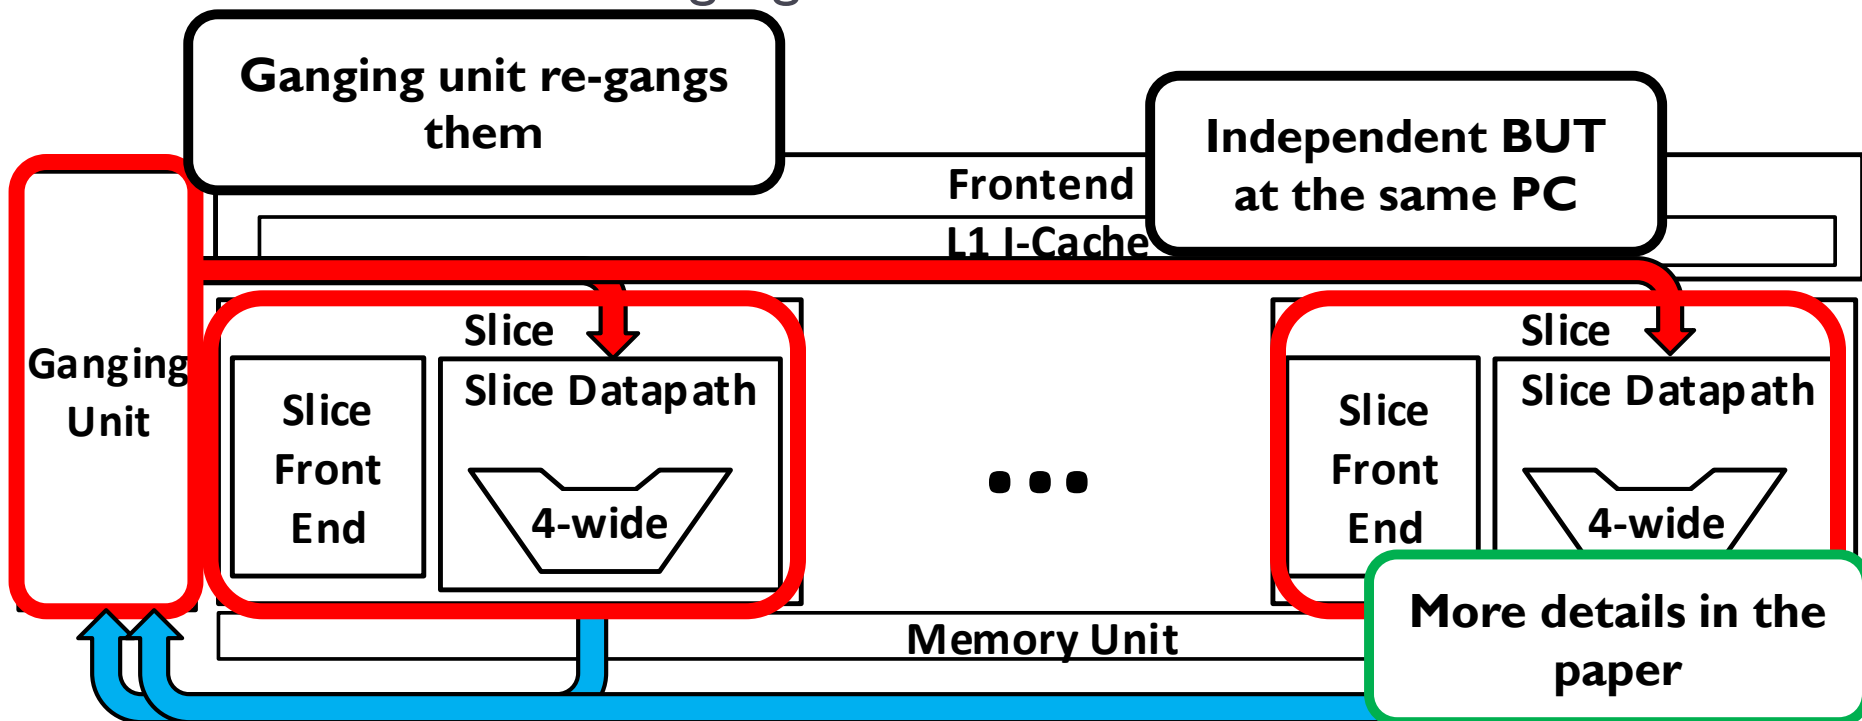 Ganging unit re-gangs
them
Independent BUT
at the same PC
Frontend
L1 I-Cache
Ganging
Unit
Slice
Slice
Front
End
Slice Datapath
4-wide
...
Slice
Slice
Front
End
Slice Datapath
4-wide
Memory Unit
More details in the
paper